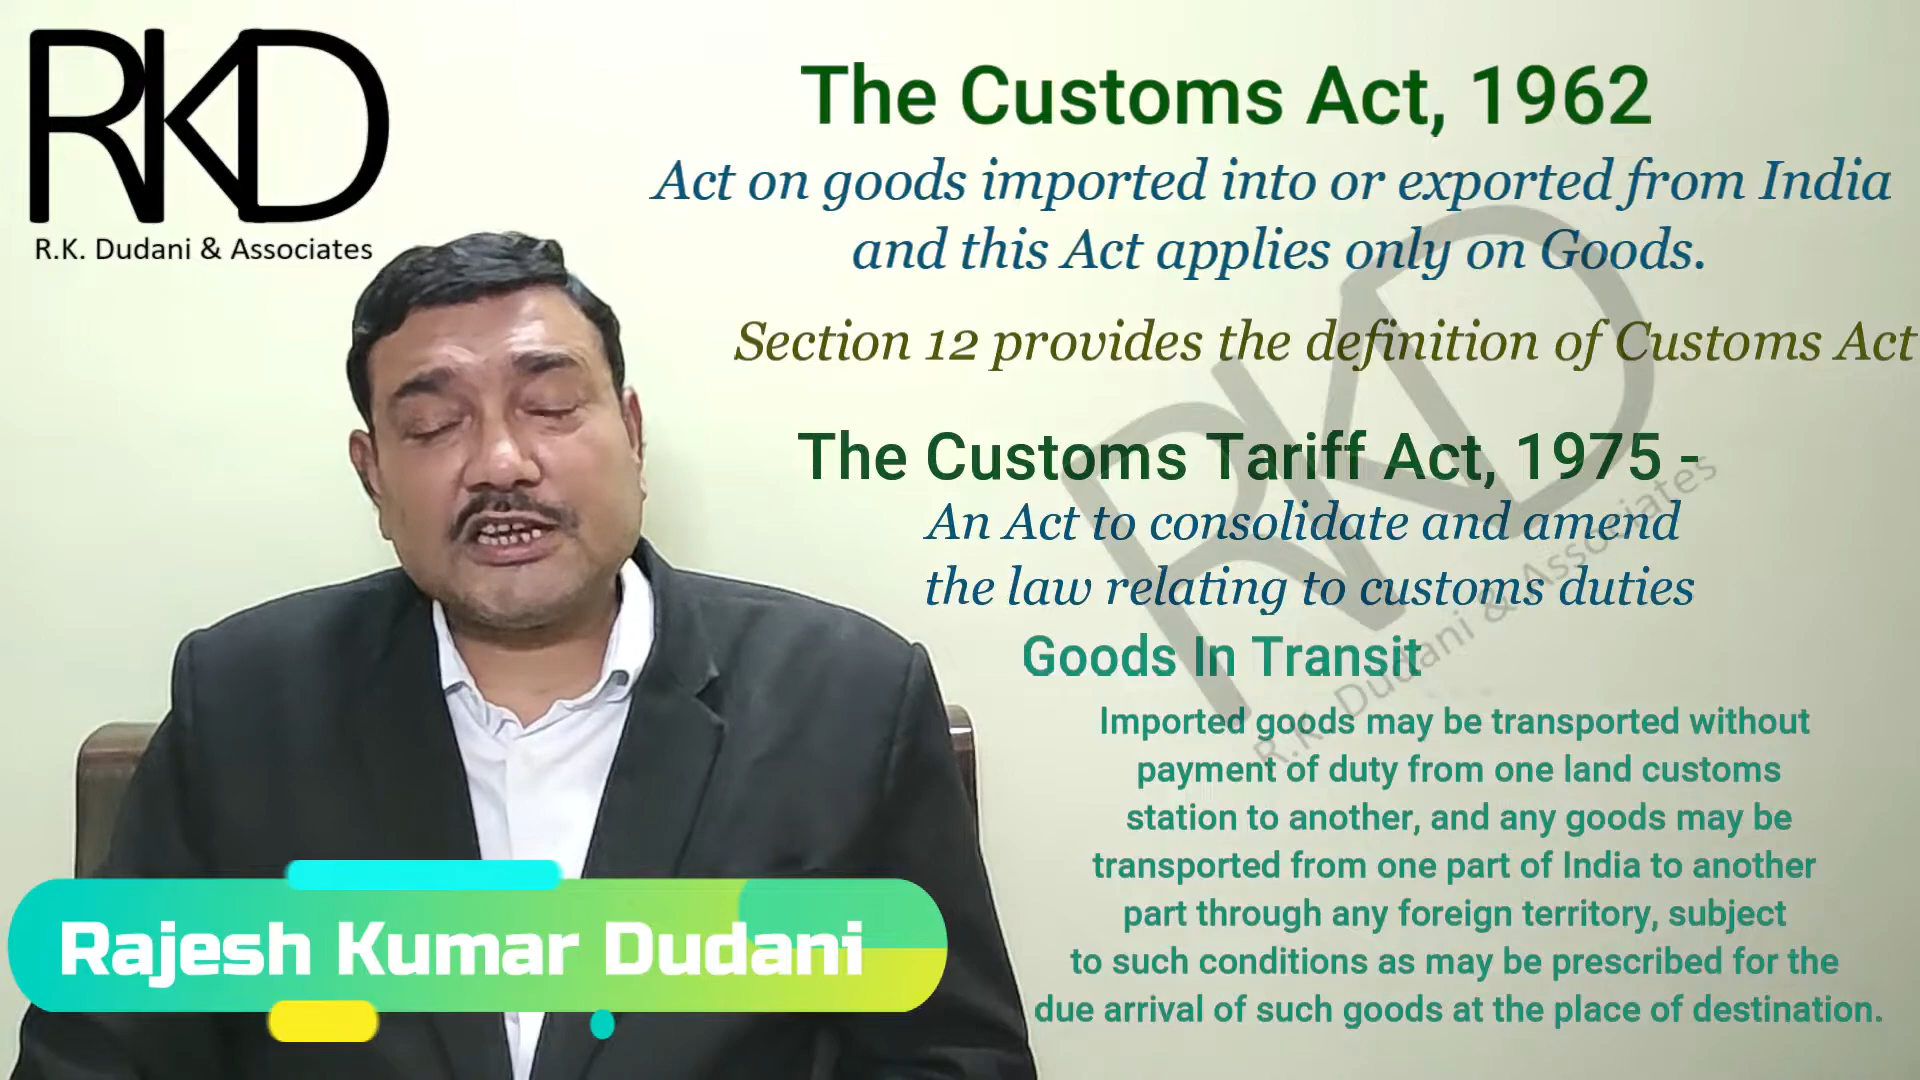 RKD
R.K. Dudani & Associates
The Customs Act, 1962
Act on goods imported into or exported from India
and this Act applies only on Goods.
Section 12 provides the definition of Customs Act
The Customs Tariff Act, 1975 -
An Act to consolidate and amend
the law relating to customs duties
Goods In Transit
Imported goods may be transported without
payment of duty from one land customs
station to another, and any goods may be
transported from one part of India to another
part through any foreign territory, subject
to such conditions as may be prescribed for the
due arrival of such goods at the place of destination.
RKD
R.K. Dudani & Associates
Rajesh Kumar Dudani